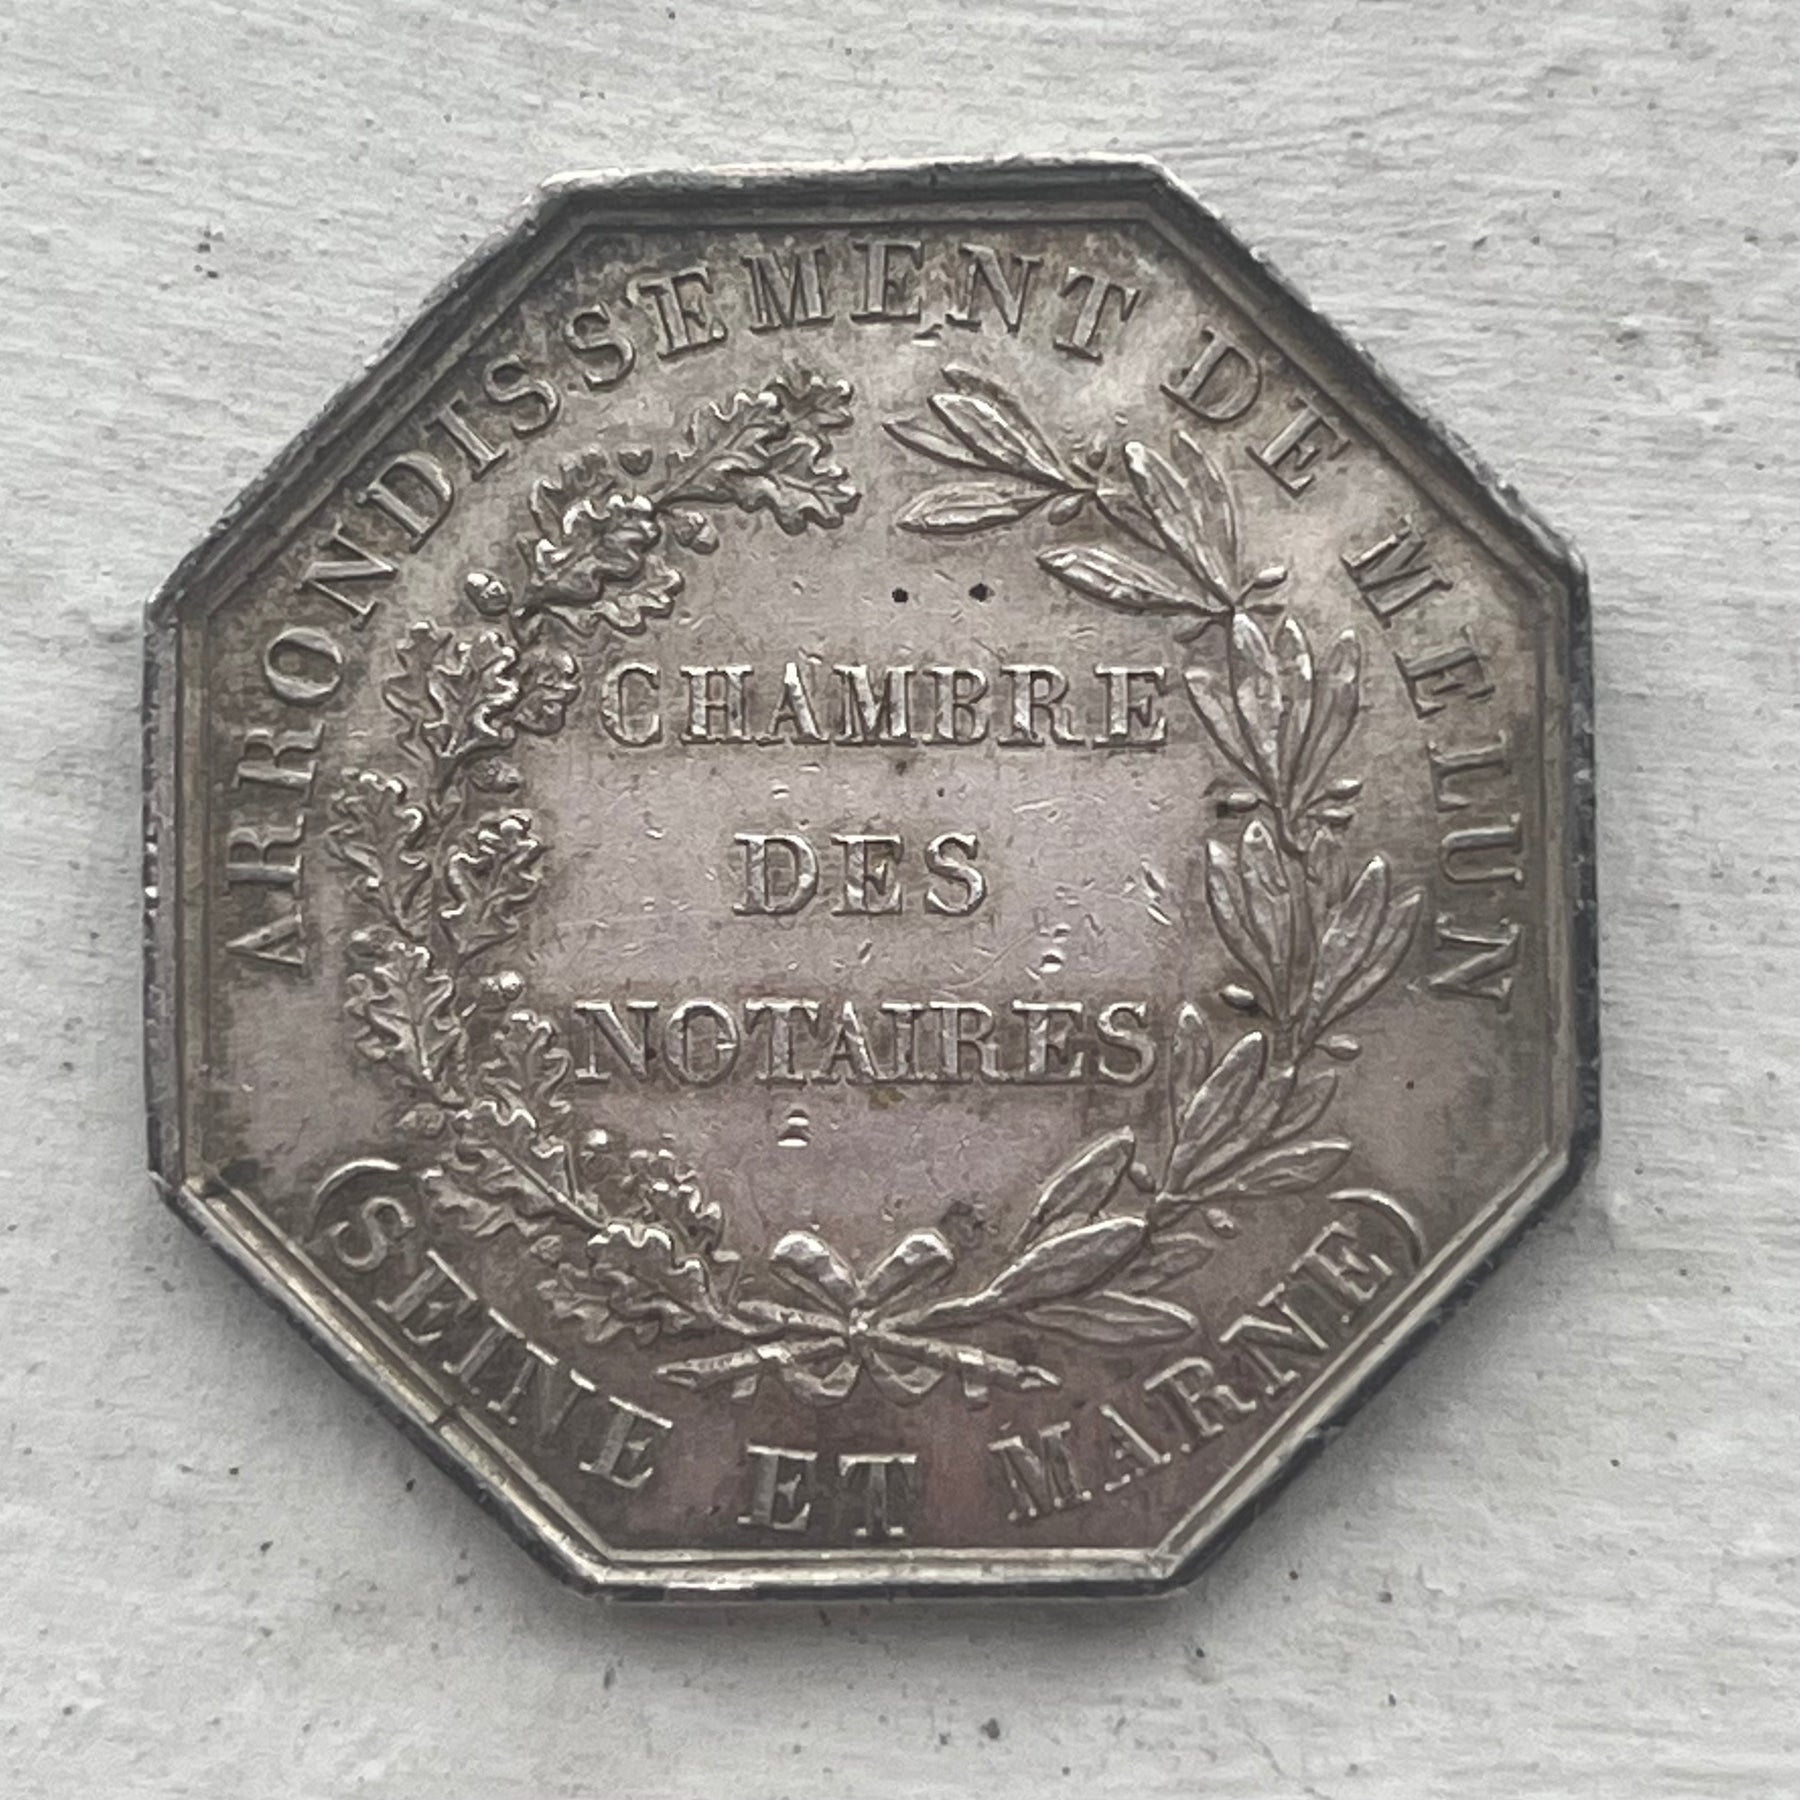 ARRONDISSEMENT DE MELUN
CHAMBRE
DES
NOTAIRES
(SEINE ET MARNE)